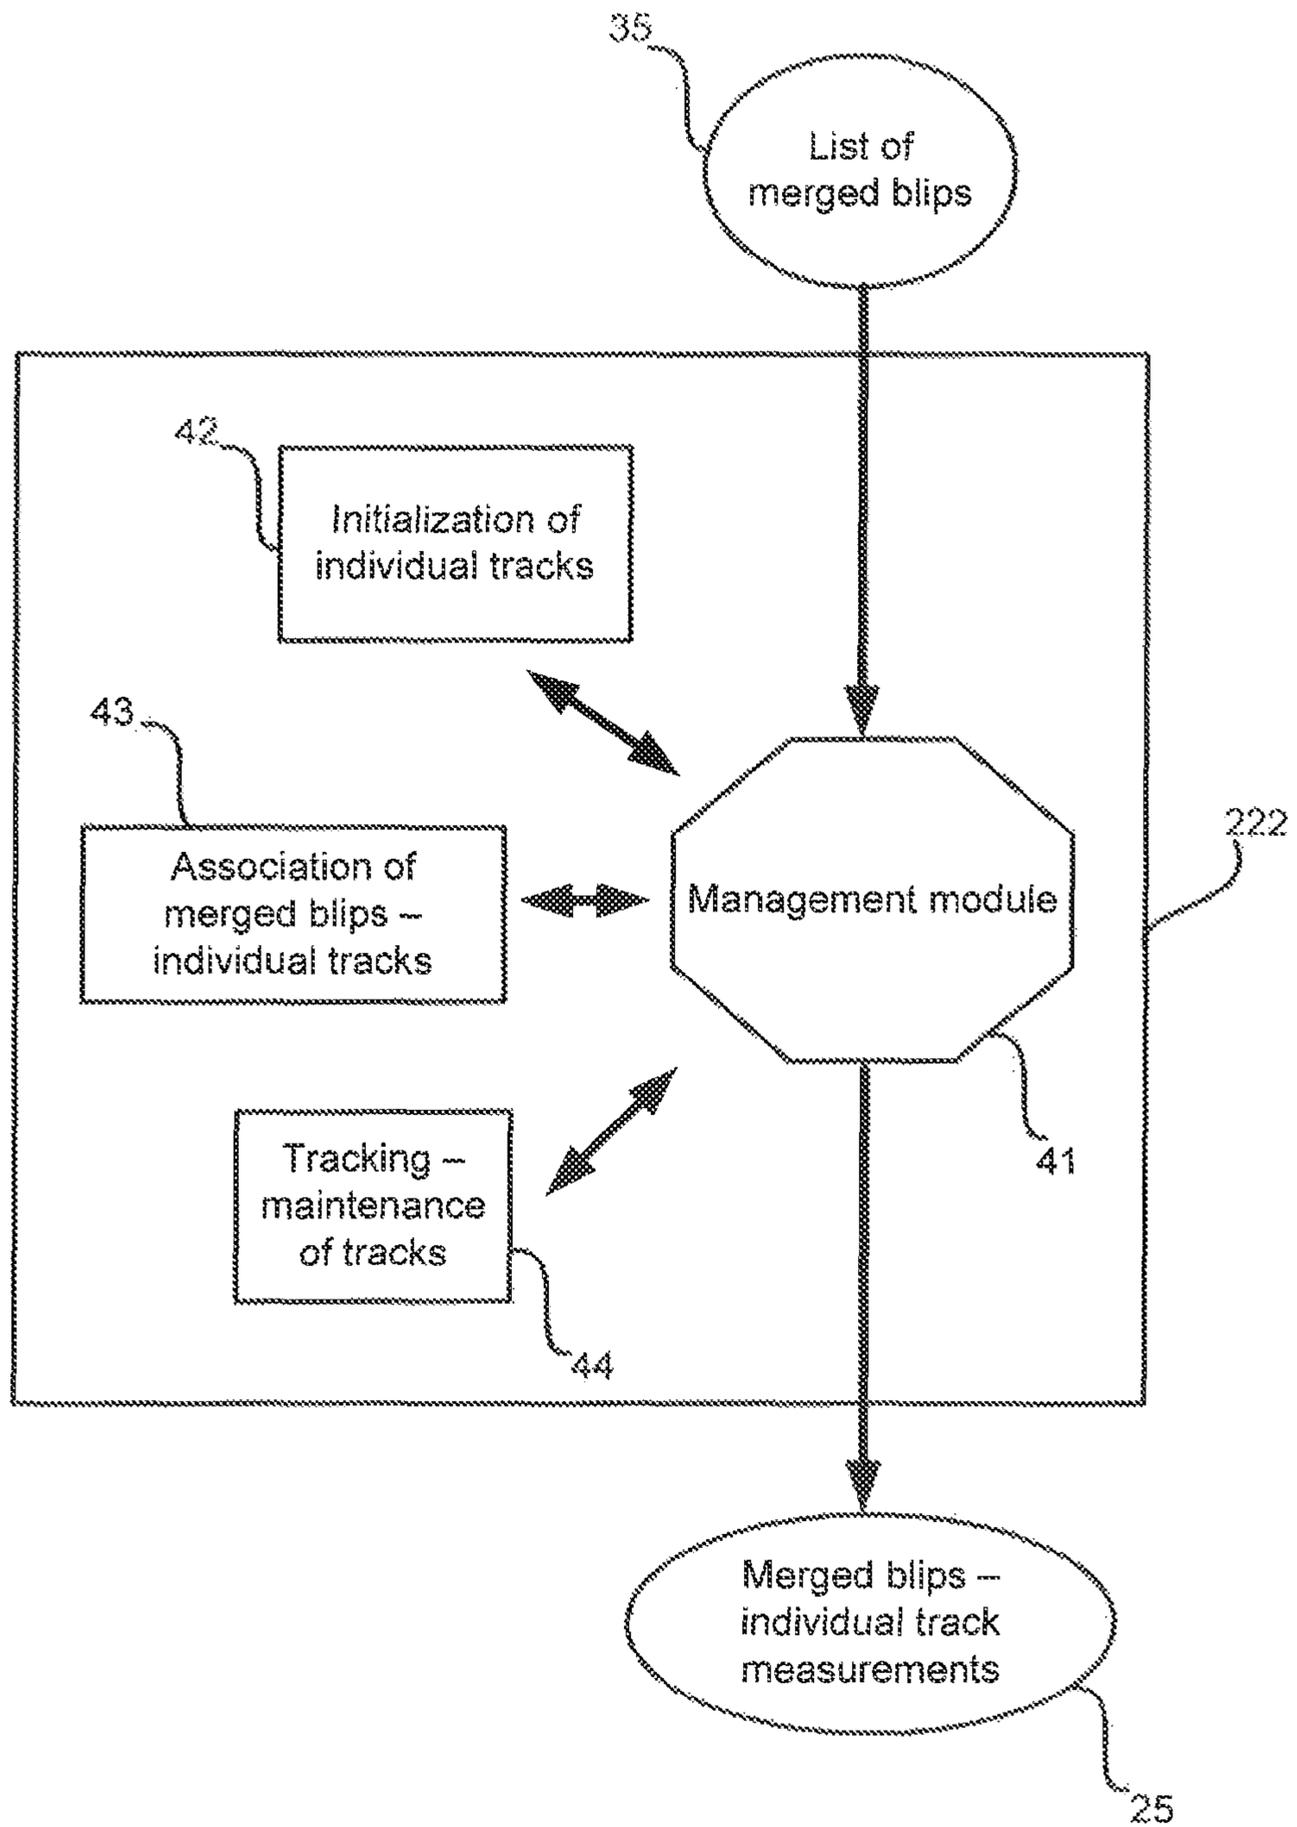 35
List of
merged blips
42
Initialization of
individual tracks
43
Association of
merged blips –
individual tracks
Management module
222
41
Tracking –
maintenance
of tracks
44
Merged blips –
individual track
measurements
25